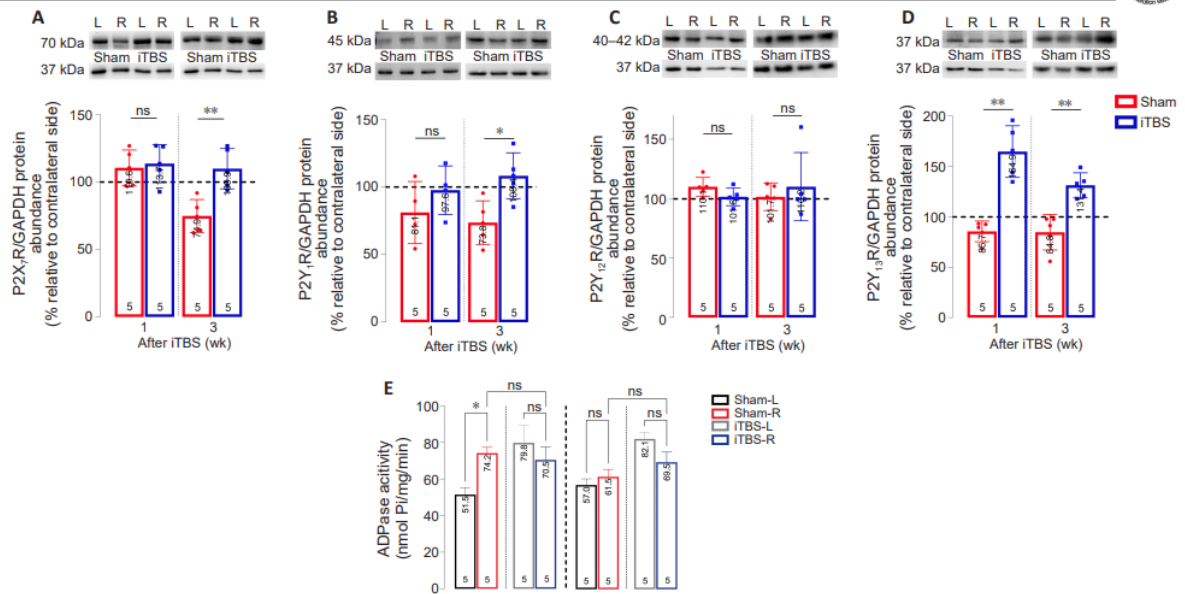 A
L R L R L R L R
70 kDa
Sham iTBS Sham iTBS
37 kDa
P2X₇R/GAPDH protein
abundance
(% relative to contralateral side)
150
100
50
0
ns
**
5 5 5 5
1 3
After iTBS (wk)
B
L R L R L R L R
45 kDa
Sham iTBS Sham iTBS
37 kDa
P2Y₁R/GAPDH protein
abundance
(% relative to contralateral side)
150
100
50
0
ns
*
81.1 97.6 73.8
5 5 5 5
1 3
After iTBS (wk)
C
L R L R L R L R
40–42 kDa
Sham iTBS Sham iTBS
37 kDa
P2Y₁₂R/GAPDH protein
abundance
(% relative to contralateral side)
150
100
50
0
ns
ns
5 5 5 5
1 3
After iTBS (wk)
D
L R L R L R L R
37 kDa
Sham iTBS Sham iTBS
37 kDa
P2Y₁₃R/GAPDH protein
abundance
(% relative to contralateral side)
200
150
100
50
0
**
**
164.9
5 5 5 5
1 3
After iTBS (wk)
Sham
iTBS
E
ADPase acitivity
(nmol Pi/mg/min)
100
80
60
40
20
0
ns
ns
*
ns
ns
ns
51.5 74.2 79.8 70.5 57.0 61.5 82.1 69.5
5 5 5 5 5 5 5 5
Sham-L
Sham-R
iTBS-L
iTBS-R